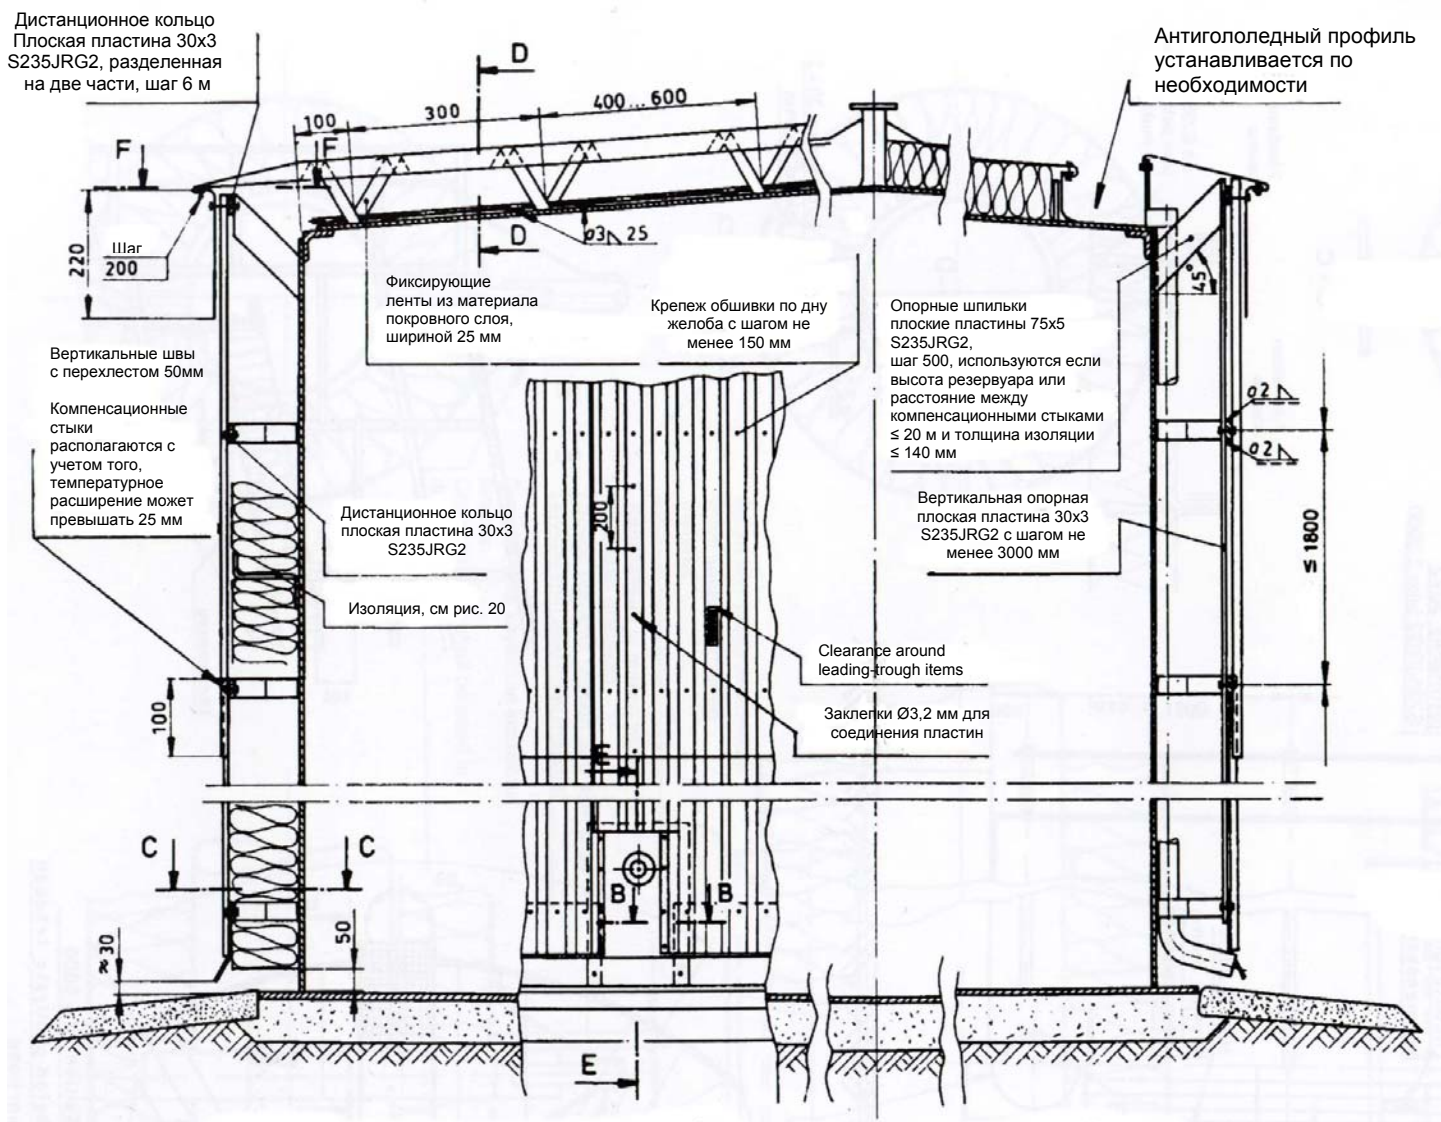 Дистанционное кольцо
Плоская пластина 30x3
S235JRG2, разделенная
на две части, шаг 6 м
Антигололедный профиль
устанавливается по
необходимости
D
400...600
300
100
F
F
220
Шаг
200
D
ø3 25
45°
Фиксирующие
ленты из материала
покровного слоя,
шириной 25 мм
Крепеж обшивки по дну
желоба с шагом не
менее 150 мм
Опорные шпильки
плоские пластины 75x5
S235JRG2,
шаг 500, используются если
высота резервуара или
расстояние между
компенсационными стыками
≤ 20 м и толщина изоляции
≤ 140 мм
Вертикальные швы
с перехлестом 50мм
Компенсационные
стыки
располагаются с
учетом того,
температурное
расширение может
превышать 25 мм
a2
a2
Дистанционное кольцо
плоская пластина 30x3
S235JRG2
200
Вертикальная опорная
плоская пластина 30x3
S235JRG2 с шагом не
менее 3000 мм
≤ 1800
Изоляция, см рис. 20
Clearance around
leading-trough items
Заклепки Ø3,2 мм для
соединения пластин
100
E
C
C
B
B
≈30
50
E